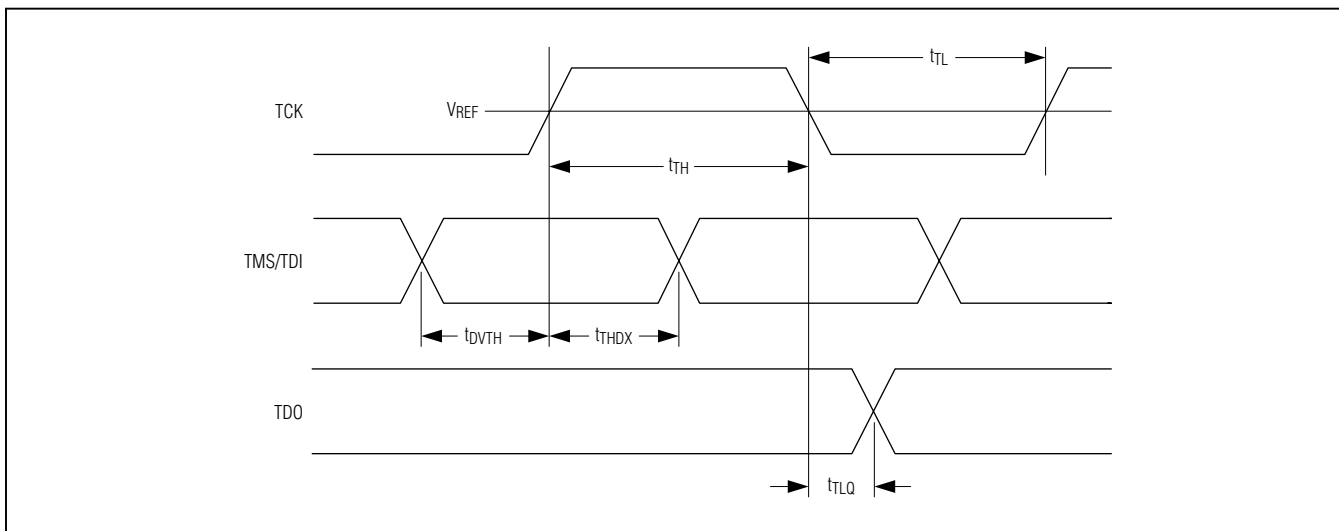 tTL
TCK
VREF
tTH
TMS/TDI
tDVTH
tTHDX
TDO
tTLQ